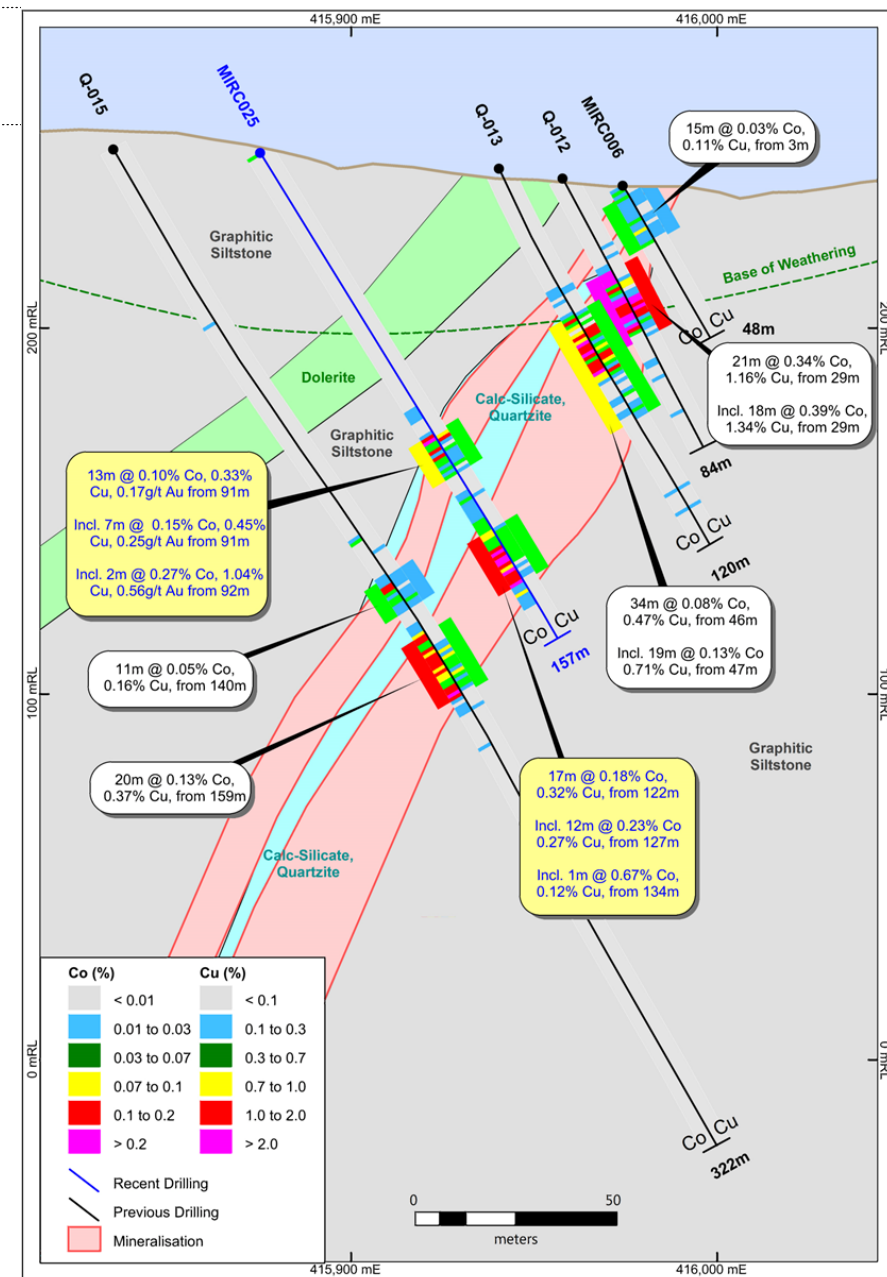 415,900 mE
416,000 mE
Q-015
MIRC025
Q-013
Q-012
MIRC006
15m @ 0.03% Co,
0.11% Cu, from 3m
Graphitic
Siltstone
Base of Weathering
200 mRL
200 mRL
Co Cu
48m
Dolerite
Calc-Silicate,
Quartzite
21m @ 0.34% Co,
1.16% Cu, from 29m
Incl. 18m @ 0.39% Co,
1.34% Cu, from 29m
Graphitic
Siltstone
84m
13m @ 0.10% Co, 0.33%
Cu, 0.17g/t Au from 91m
Incl. 7m @ 0.15% Co, 0.45%
Cu, 0.25g/t Au from 91m
Incl. 2m @ 0.27% Co, 1.04%
Cu, 0.56g/t Au from 92m
Co Cu
120m
34m @ 0.08% Co,
0.47% Cu, from 46m
Incl. 19m @ 0.13% Co
0.71% Cu, from 47m
Co Cu
157m
11m @ 0.05% Co,
0.16% Cu, from 140m
100 mRL
100 mRL
Graphitic
Siltstone
20m @ 0.13% Co,
0.37% Cu, from 159m
17m @ 0.18% Co,
0.32% Cu, from 122m
Incl. 12m @ 0.23% Co
0.27% Cu, from 127m
Incl. 1m @ 0.67% Co,
0.12% Cu, from 134m
Calc-Silicate,
Quartzite
Co (%) Cu (%)
< 0.01 < 0.1
0.01 to 0.03 0.1 to 0.3
0.03 to 0.07 0.3 to 0.7
0.07 to 0.1 0.7 to 1.0
0.1 to 0.2 1.0 to 2.0
> 0.2 > 2.0
Recent Drilling
Previous Drilling
Mineralisation
0 mRL
0 mRL
Co Cu
322m
0 50
meters
415,900 mE
416,000 mE